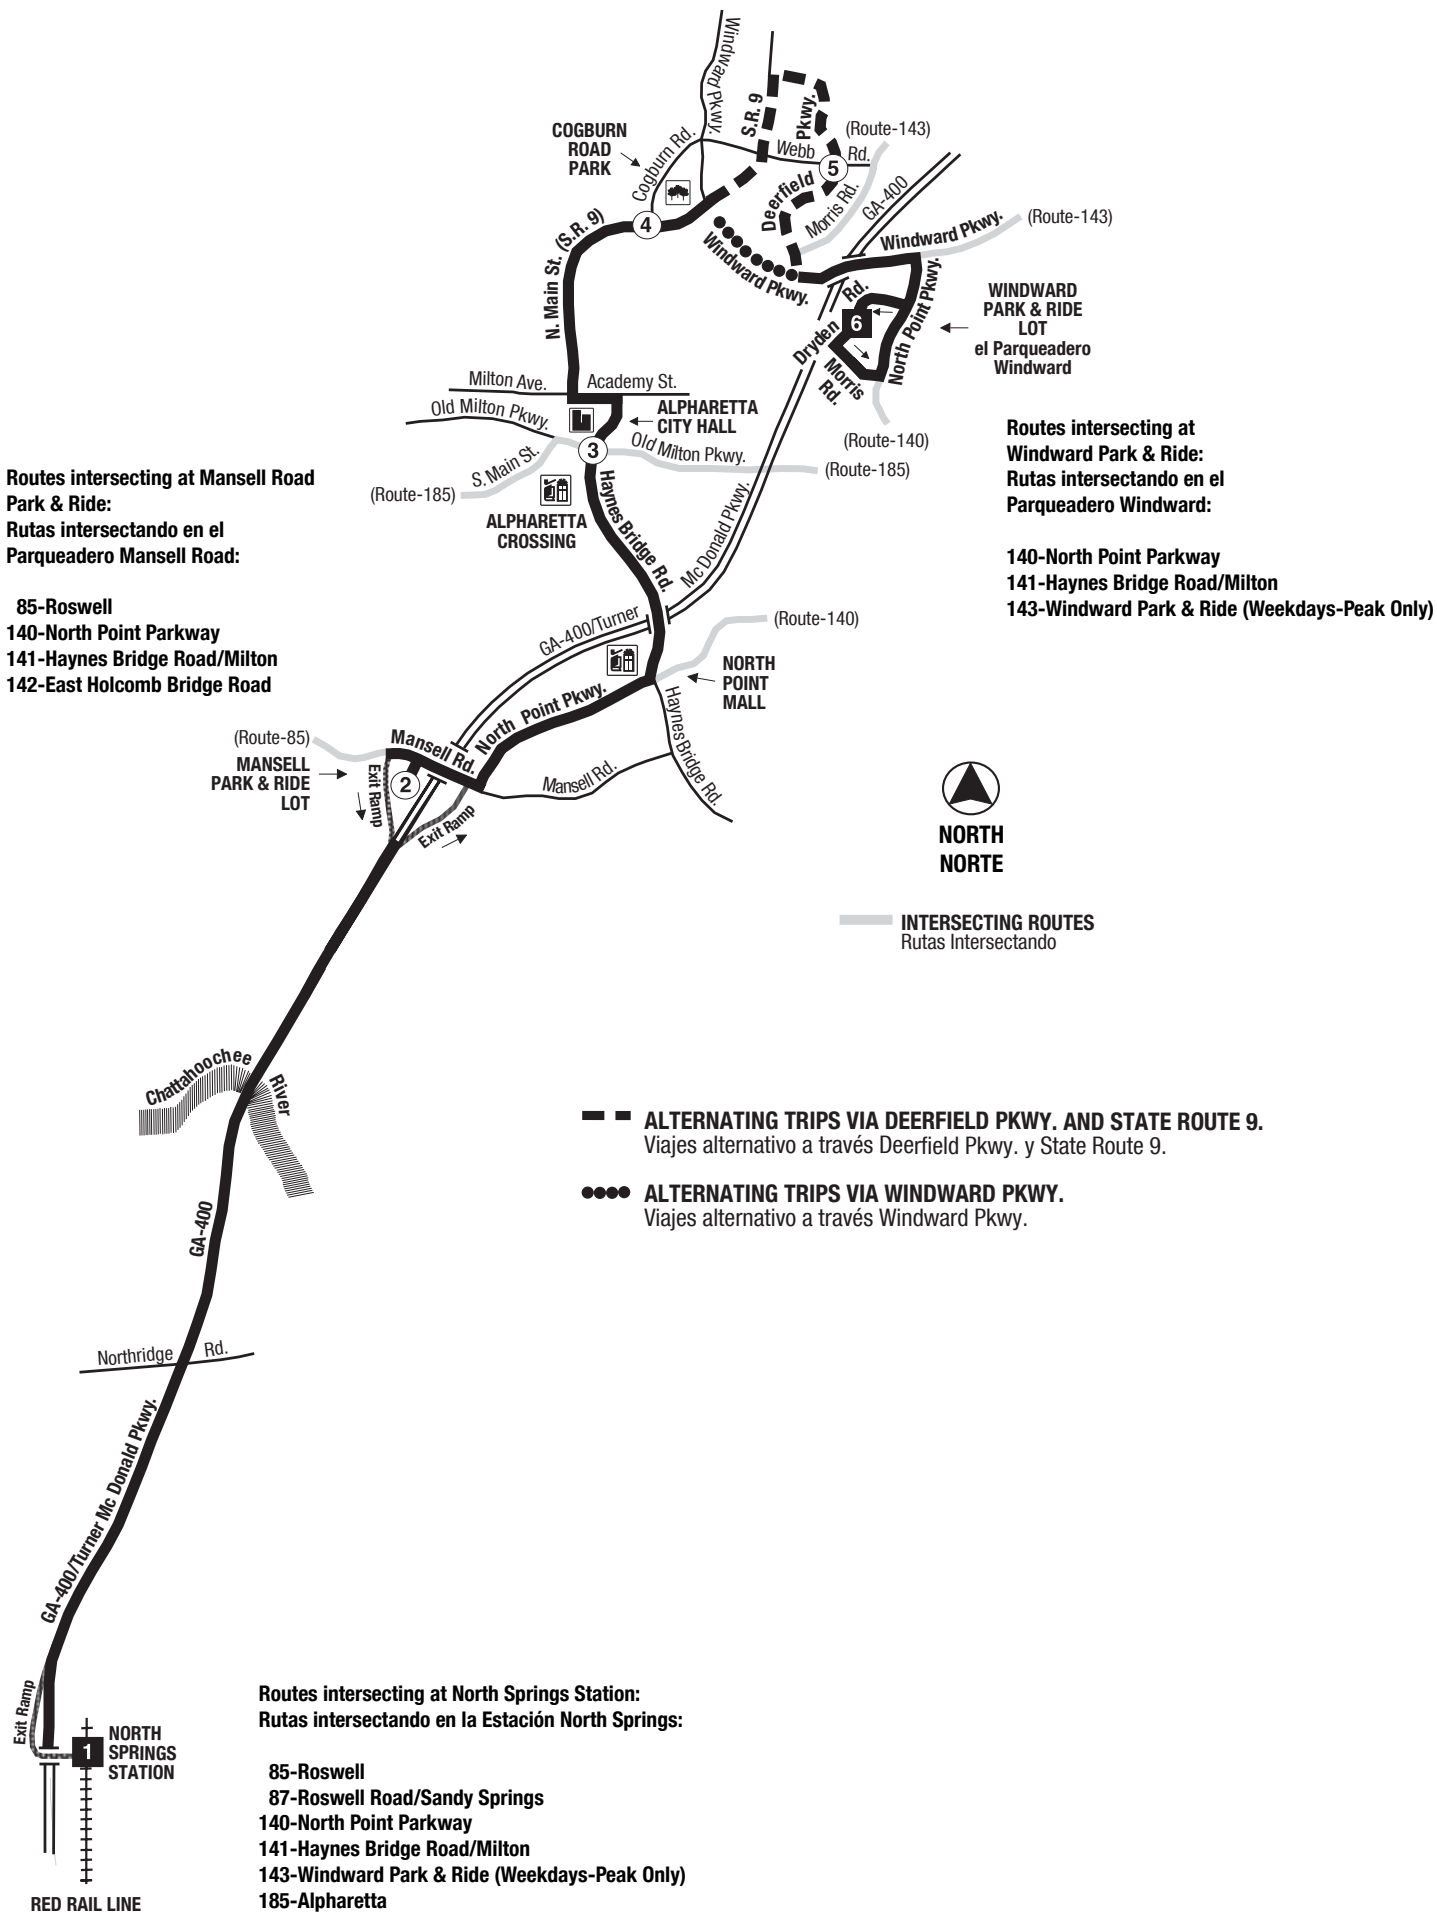 Windward Pkwy.
S.R. 9
Pkwy.
(Route-143)
COGBURN
ROAD
PARK
Cogburn Rd.
Webb
Rd.
5
Deerfield
Morris Rd.
GA-400
4
N. Main St. (S.R. 9)
Windward Pkwy.
Windward Pkwy.
(Route-143)
Rd.
North Point Pkwy.
WINDWARD
PARK & RIDE
LOT
el Parqueadero
Windward
6
Dryden
Morris
Rd.
Milton Ave.
Academy St.
Old Milton Pkwy.
ALPHARETTA
CITY HALL
3
Old Milton Pkwy.
(Route-140)
(Route-185)
S. Main St.
(Route-185)
ALPHARETTA
CROSSING
Haynes Bridge Rd.
Mc Donald Pkwy.
Routes intersecting at
Windward Park & Ride:
Rutas intersectando en el
Parqueadero Windward:
140-North Point Parkway
141-Haynes Bridge Road/Milton
143-Windward Park & Ride (Weekdays-Peak Only)
Routes intersecting at Mansell Road
Park & Ride:
Rutas intersectando en el
Parqueadero Mansell Road:
85-Roswell
140-North Point Parkway
141-Haynes Bridge Road/Milton
142-East Holcomb Bridge Road
GA-400/Turner
(Route-140)
NORTH
POINT
MALL
North Point Pkwy.
Haynes Bridge Rd.
(Route-85)
Mansell Rd.
MANSELL
PARK & RIDE
LOT
Exit Ramp
2
Mansell Rd.
Exit Ramp
NORTH
NORTE
INTERSECTING ROUTES
Rutas Intersectando
Chattahoochee
River
ALTERNATING TRIPS VIA DEERFIELD PKWY. AND STATE ROUTE 9.
Viajes alternativo a través Deerfield Pkwy. y State Route 9.
ALTERNATING TRIPS VIA WINDWARD PKWY.
Viajes alternativo a través Windward Pkwy.
GA-400
Northridge
Rd.
GA-400/Turner Mc Donald Pkwy.
Exit Ramp
1
NORTH
SPRINGS
STATION
RED RAIL LINE
Routes intersecting at North Springs Station:
Rutas intersectando en la Estación North Springs:
85-Roswell
87-Roswell Road/Sandy Springs
140-North Point Parkway
141-Haynes Bridge Road/Milton
143-Windward Park & Ride (Weekdays-Peak Only)
185-Alpharetta